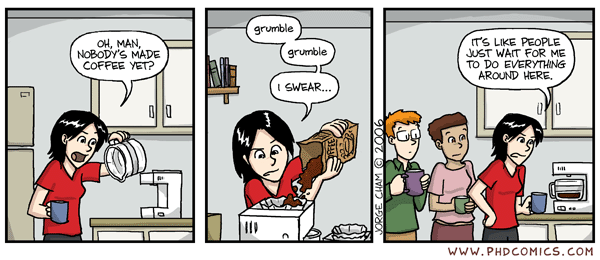 OH, MAN,
NOBODY'S MADE
COFFEE YET?
grumble
grumble
I SWEAR...
IT'S LIKE PEOPLE
JUST WAIT FOR ME
TO DO EVERYTHING
AROUND HERE.
JORGE CHAM © 2006
WWW.PHDCOMICS.COM